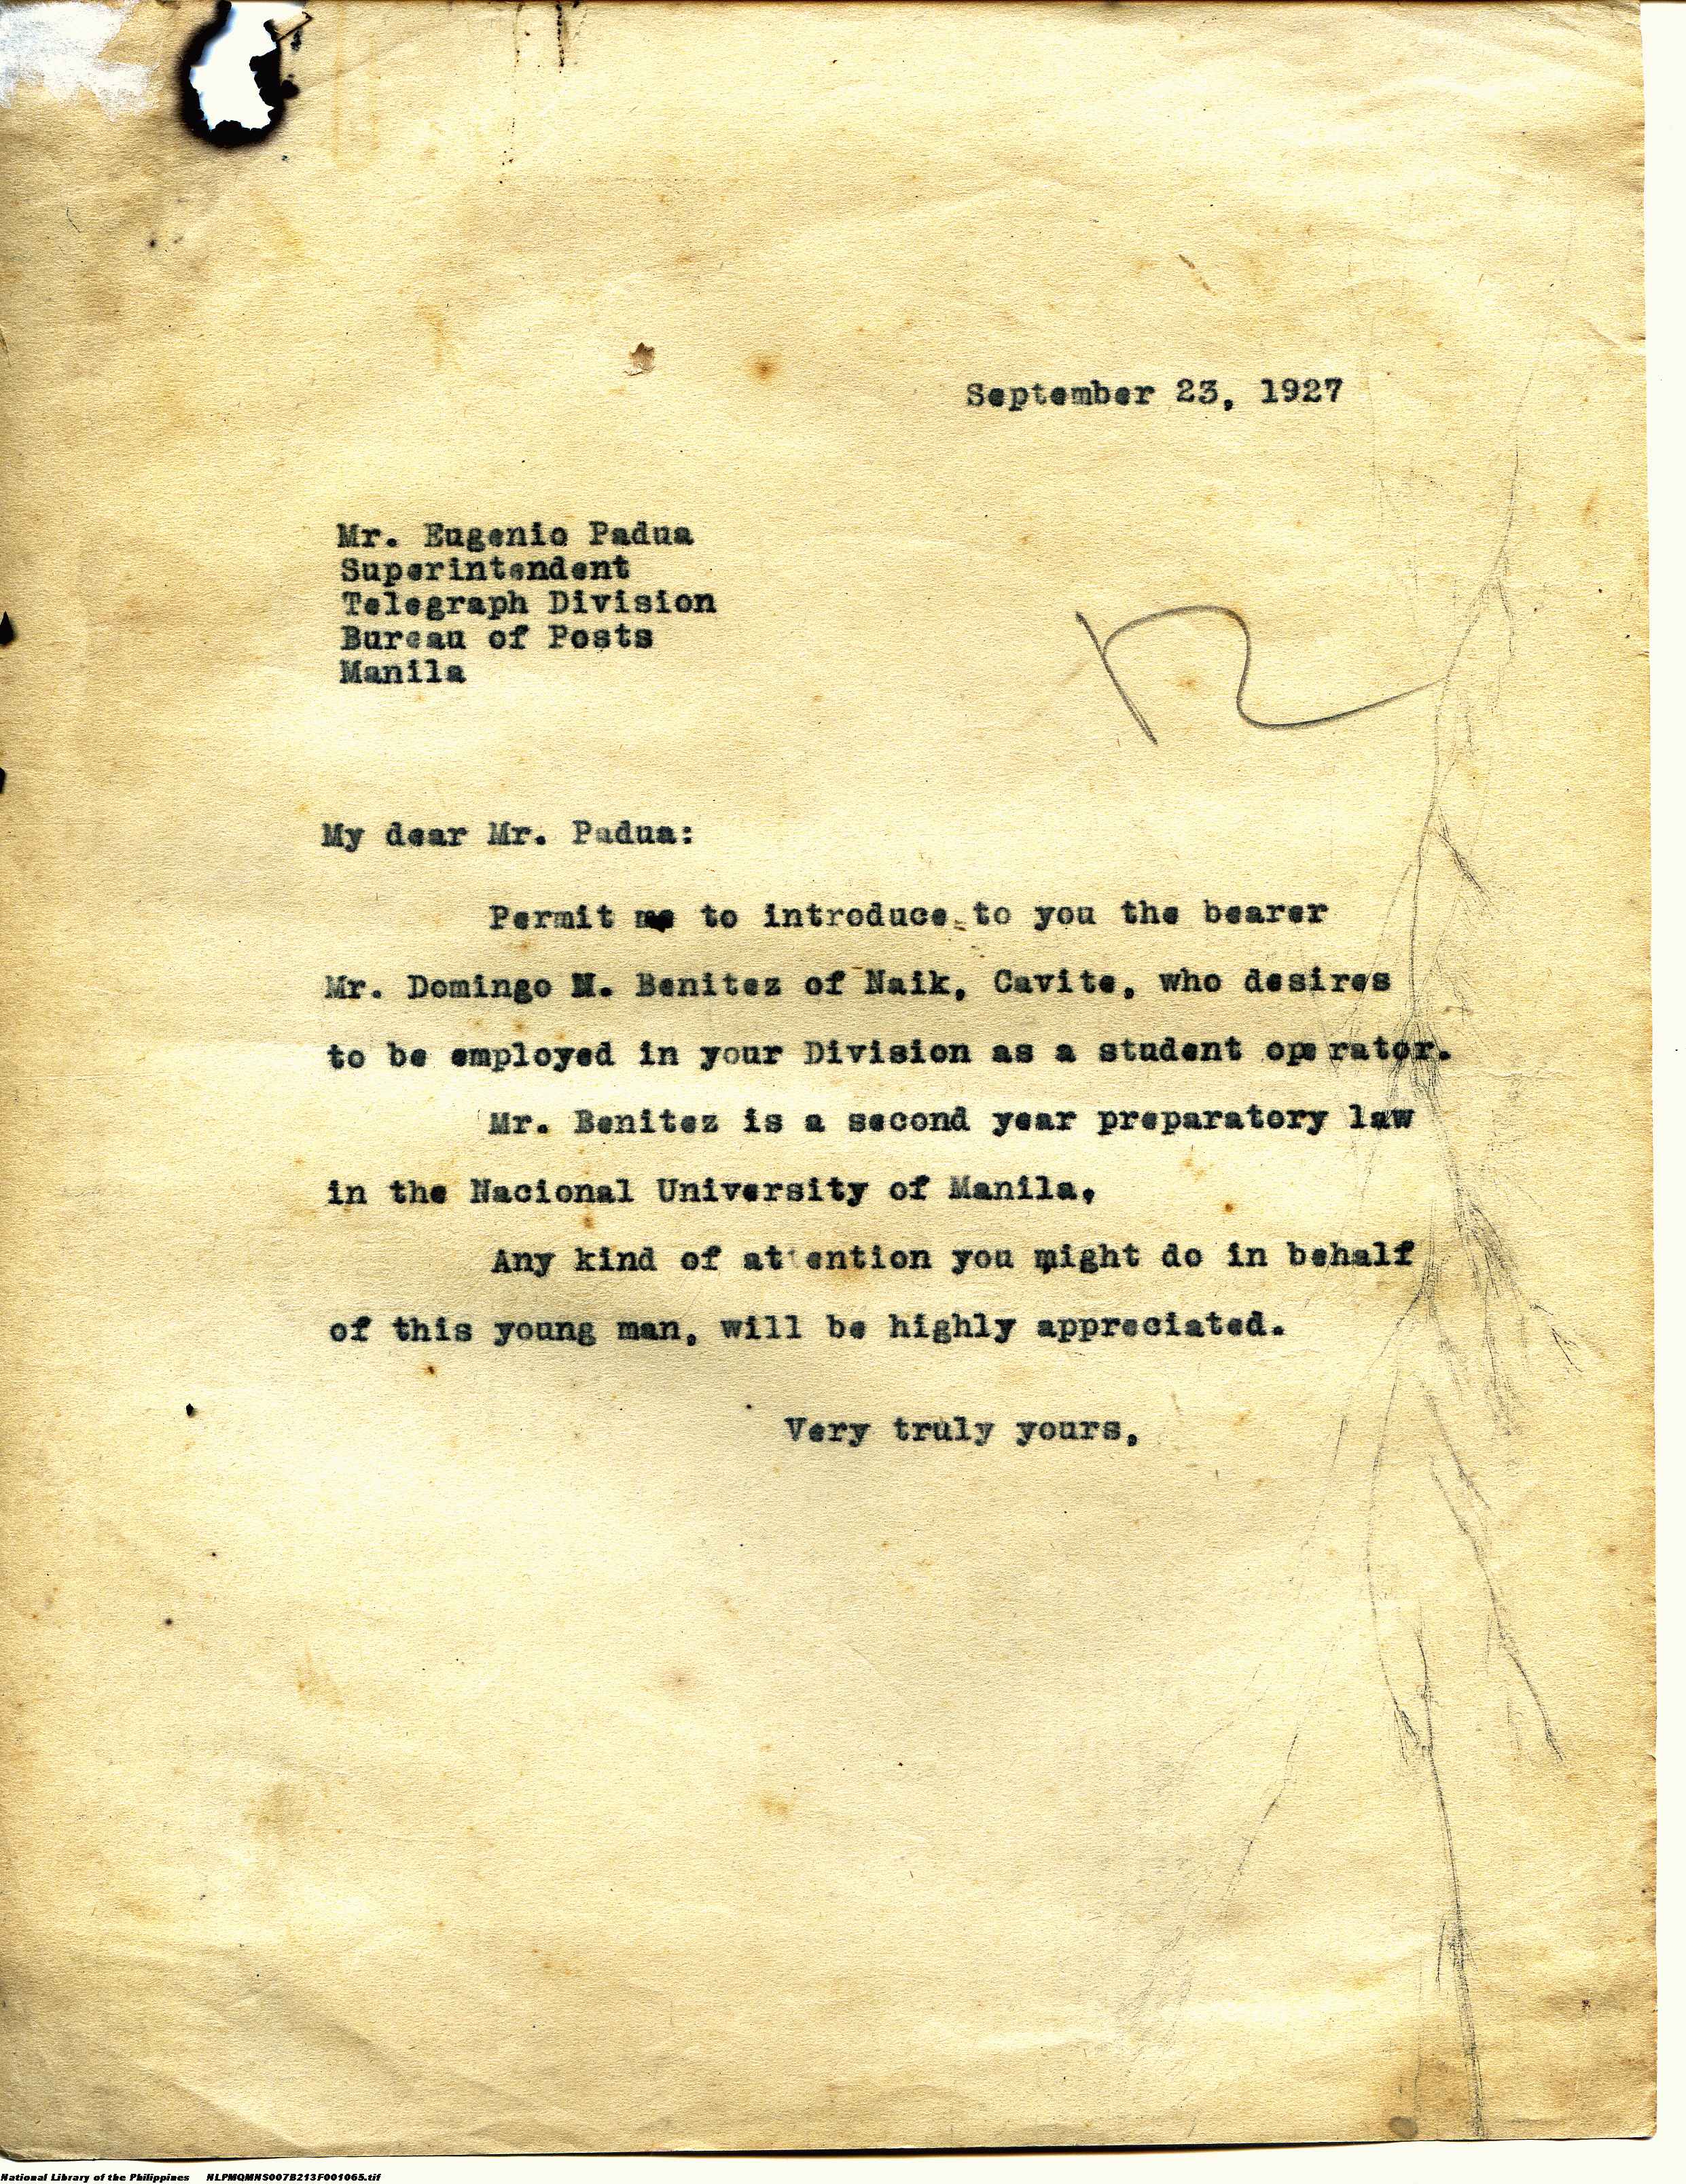 September 23, 1927
Mr. Eugenio Padua
Superintendent
Telegraph Division
Bureau of Posts
Manila
My dear Mr. Padua:
Permit me to introduce to you the bearer
Mr. Domingo M. Benitez of Naik, Cavite, who desires
to be employed in your Division as a student operator.
Mr. Benitez is a second year preparatory law
in the Nacional University of Manila.
Any kind of attention you might do in behalf
of this young man, will be highly appreciated.
Very truly yours,
National Library of the Philippines NLPMQMNS007B213F001065.tif